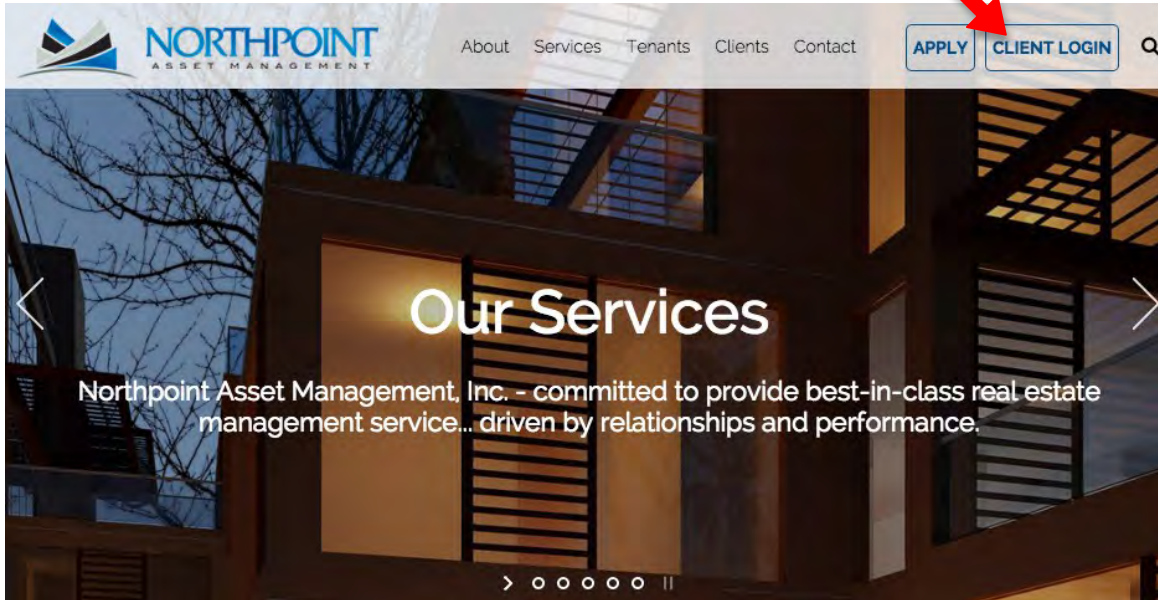 NORTHPOINT
ASSET MANAGEMENT
About Services Tenants Clients Contact APPLY CLIENT LOGIN
Our Services
Northpoint Asset Management, Inc. - committed to provide best-in-class real estate
management service... driven by relationships and performance.